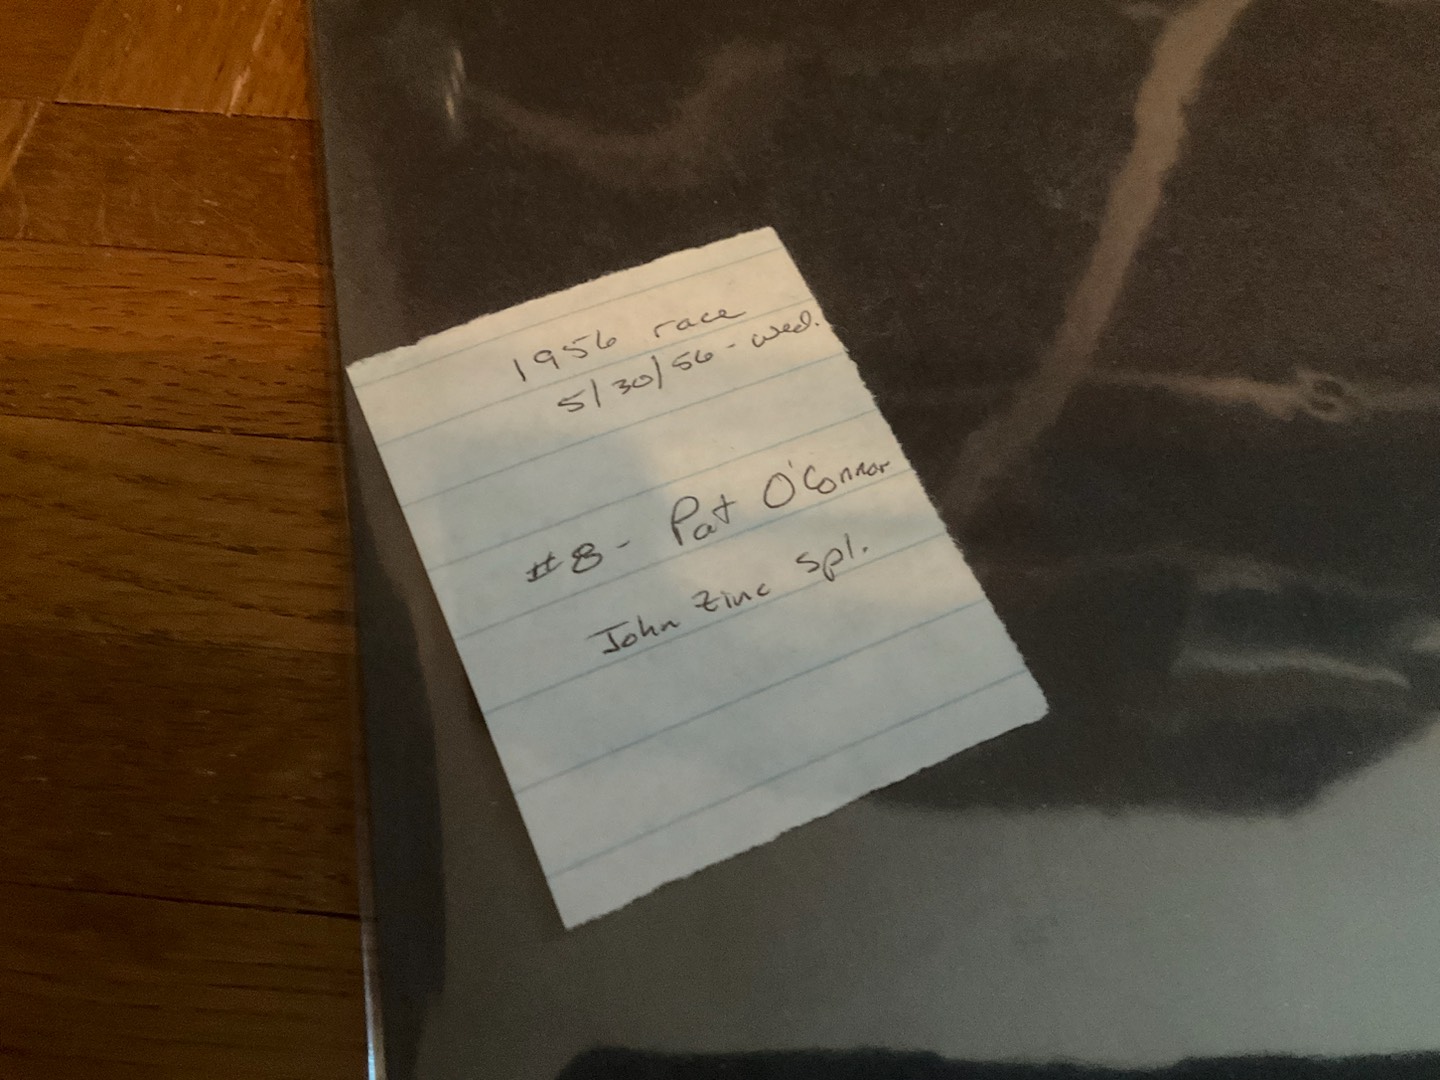 1956 race
5/30/56 - wed.
#8 - Pat O'Connor
John Zinc Spl.